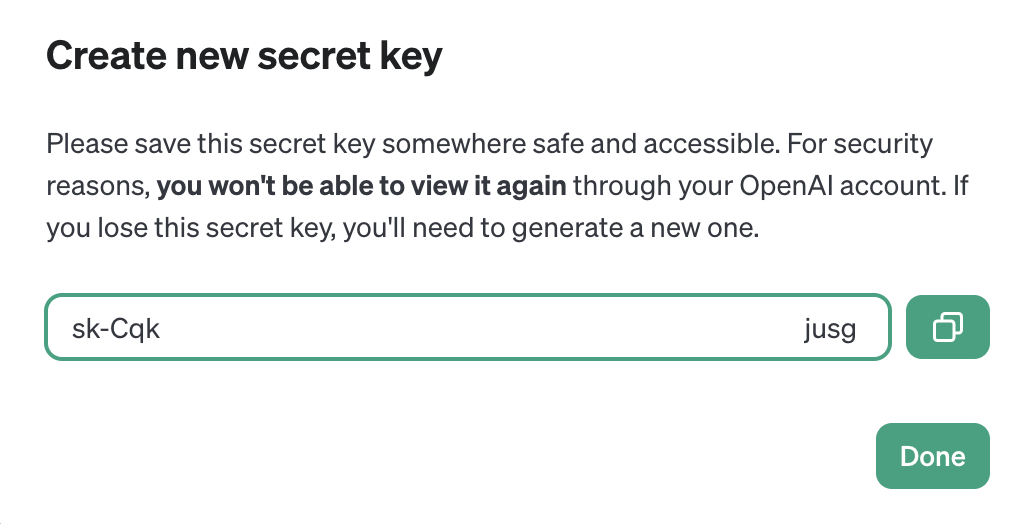 Create new secret key
Please save this secret key somewhere safe and accessible. For security
reasons, you won't be able to view it again through your OpenAI account. If
you lose this secret key, you'll need to generate a new one.
sk-Cqk jusg
Done